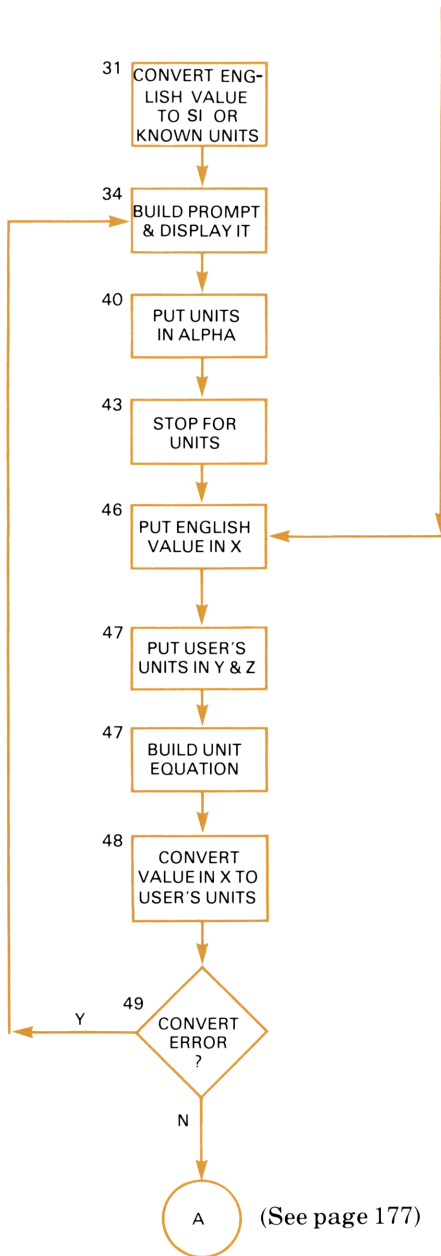 31
CONVERT ENG-
LISH VALUE
TO SI OR
KNOWN UNITS
34
BUILD PROMPT
& DISPLAY IT
40
PUT UNITS
IN ALPHA
43
STOP FOR
UNITS
46
PUT ENGLISH
VALUE IN X
47
PUT USER'S
UNITS IN Y & Z
47
BUILD UNIT
EQUATION
48
CONVERT
VALUE IN X TO
USER'S UNITS
49
Y
CONVERT
ERROR
?
N
A
(See page 177)